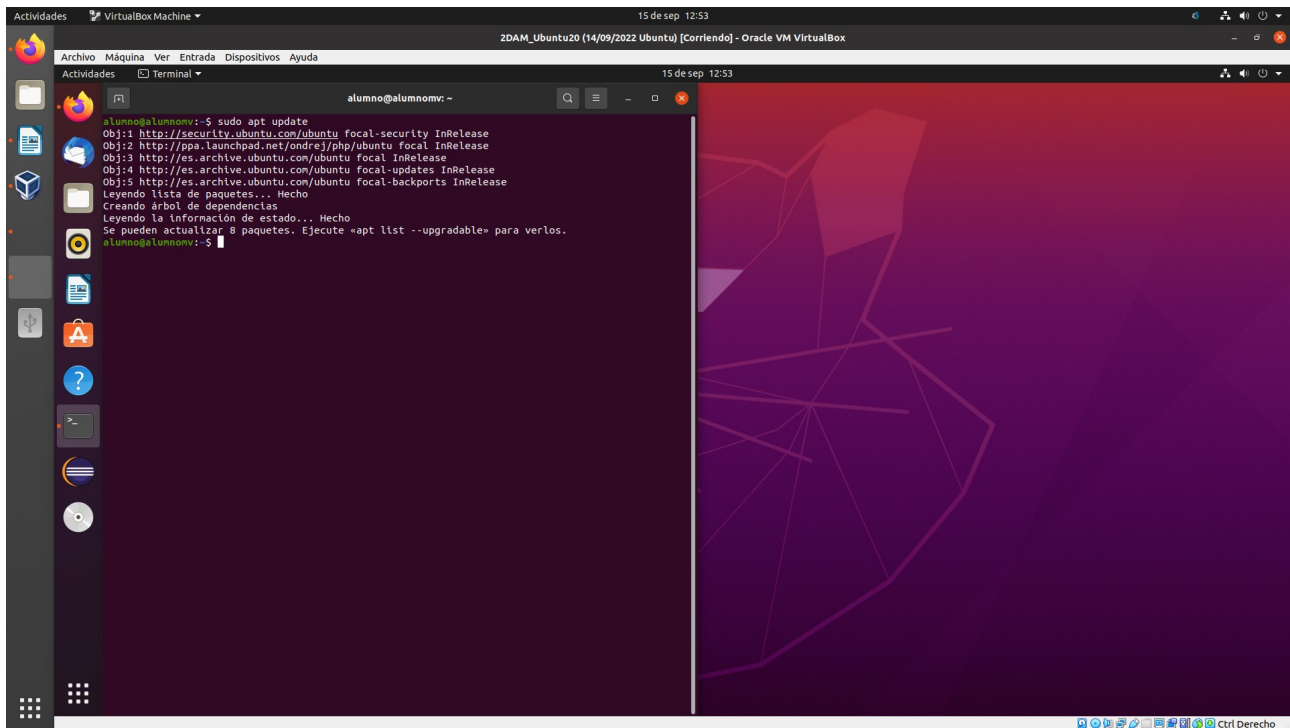 Actividades VirtualBox Machine 15 de sep 12:53
2DAM_Ubuntu20 (14/09/2022 Ubuntu) [Corriendo] - Oracle VM VirtualBox
Archivo Máquina Ver Entrada Dispositivos Ayuda
Actividades Terminal 15 de sep 12:53
alumno@alumnomv: ~
alumno@alumnomv:~$ sudo apt update
Obj:1 http://security.ubuntu.com/ubuntu focal-security InRelease
Obj:2 http://ppa.launchpad.net/ondrej/php/ubuntu focal InRelease
Obj:3 http://es.archive.ubuntu.com/ubuntu focal InRelease
Obj:4 http://es.archive.ubuntu.com/ubuntu focal-updates InRelease
Obj:5 http://es.archive.ubuntu.com/ubuntu focal-backports InRelease
Leyendo lista de paquetes... Hecho
Creando árbol de dependencias
Leyendo la información de estado... Hecho
Se pueden actualizar 8 paquetes. Ejecute «apt list --upgradable» para verlos.
alumno@alumnomv:~$
Ctrl Derecho